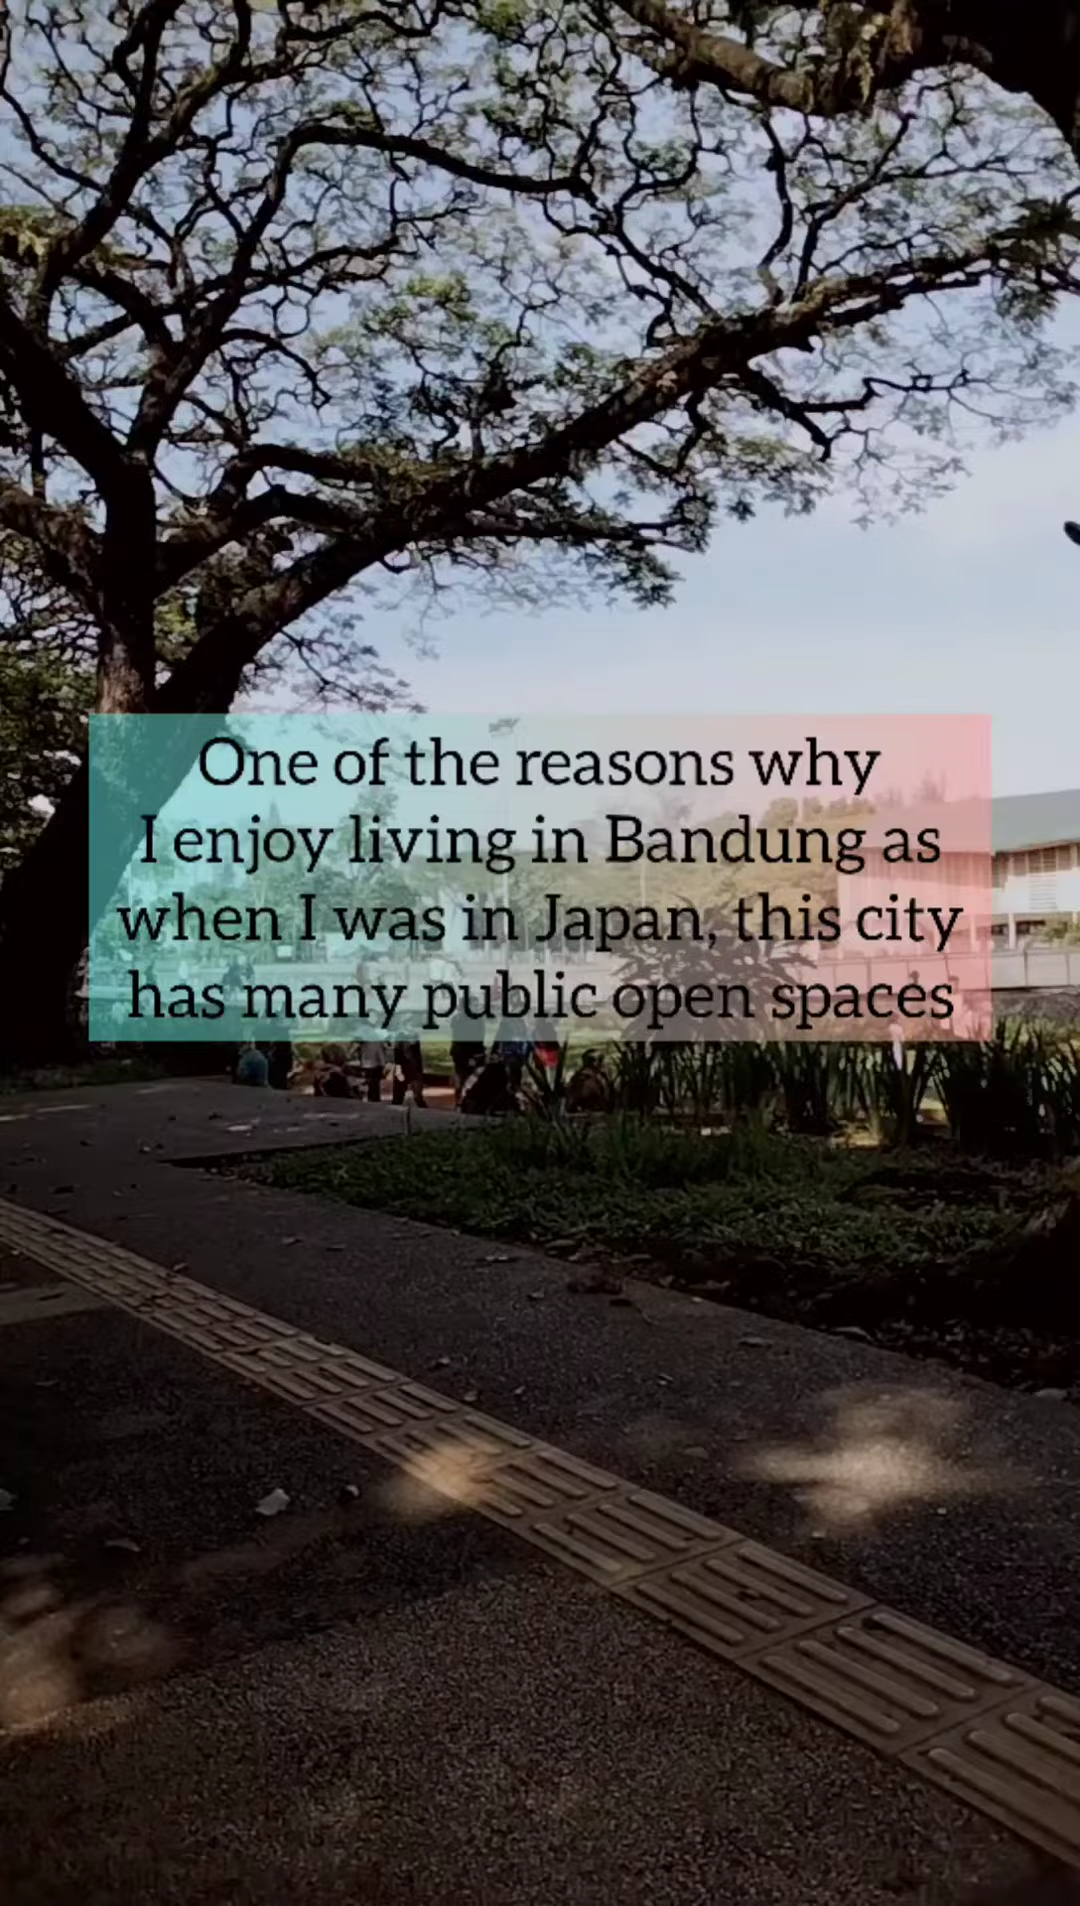 One of the reasons why
I enjoy living in Bandung as
when I was in Japan, this city
has many public open spaces